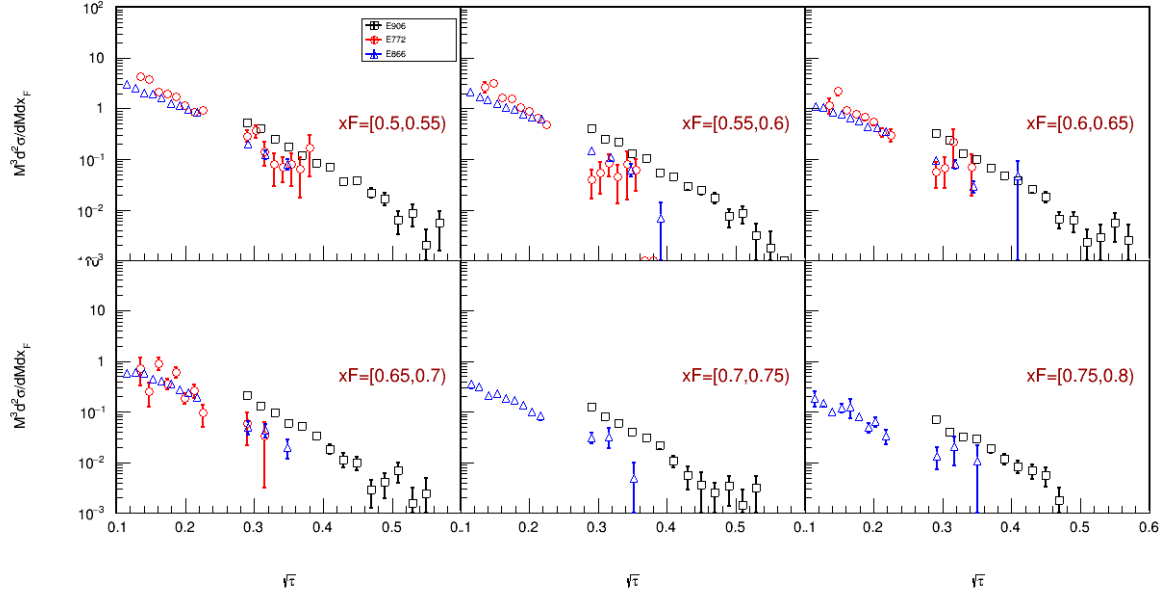 10²
E906
E772
E866
10
1
10⁻¹
10⁻²
10⁻³
M³d²σ/dMdx_F
xF=[0.5,0.55)
xF=[0.55,0.6)
xF=[0.6,0.65)
10
1
10⁻¹
10⁻²
10⁻³
M³d²σ/dMdx_F
xF=[0.65,0.7)
xF=[0.7,0.75)
xF=[0.75,0.8)
0.1 0.2 0.3 0.4 0.5 0.1 0.2 0.3 0.4 0.5 0.1 0.2 0.3 0.4 0.5 0.6
√τ √τ √τ